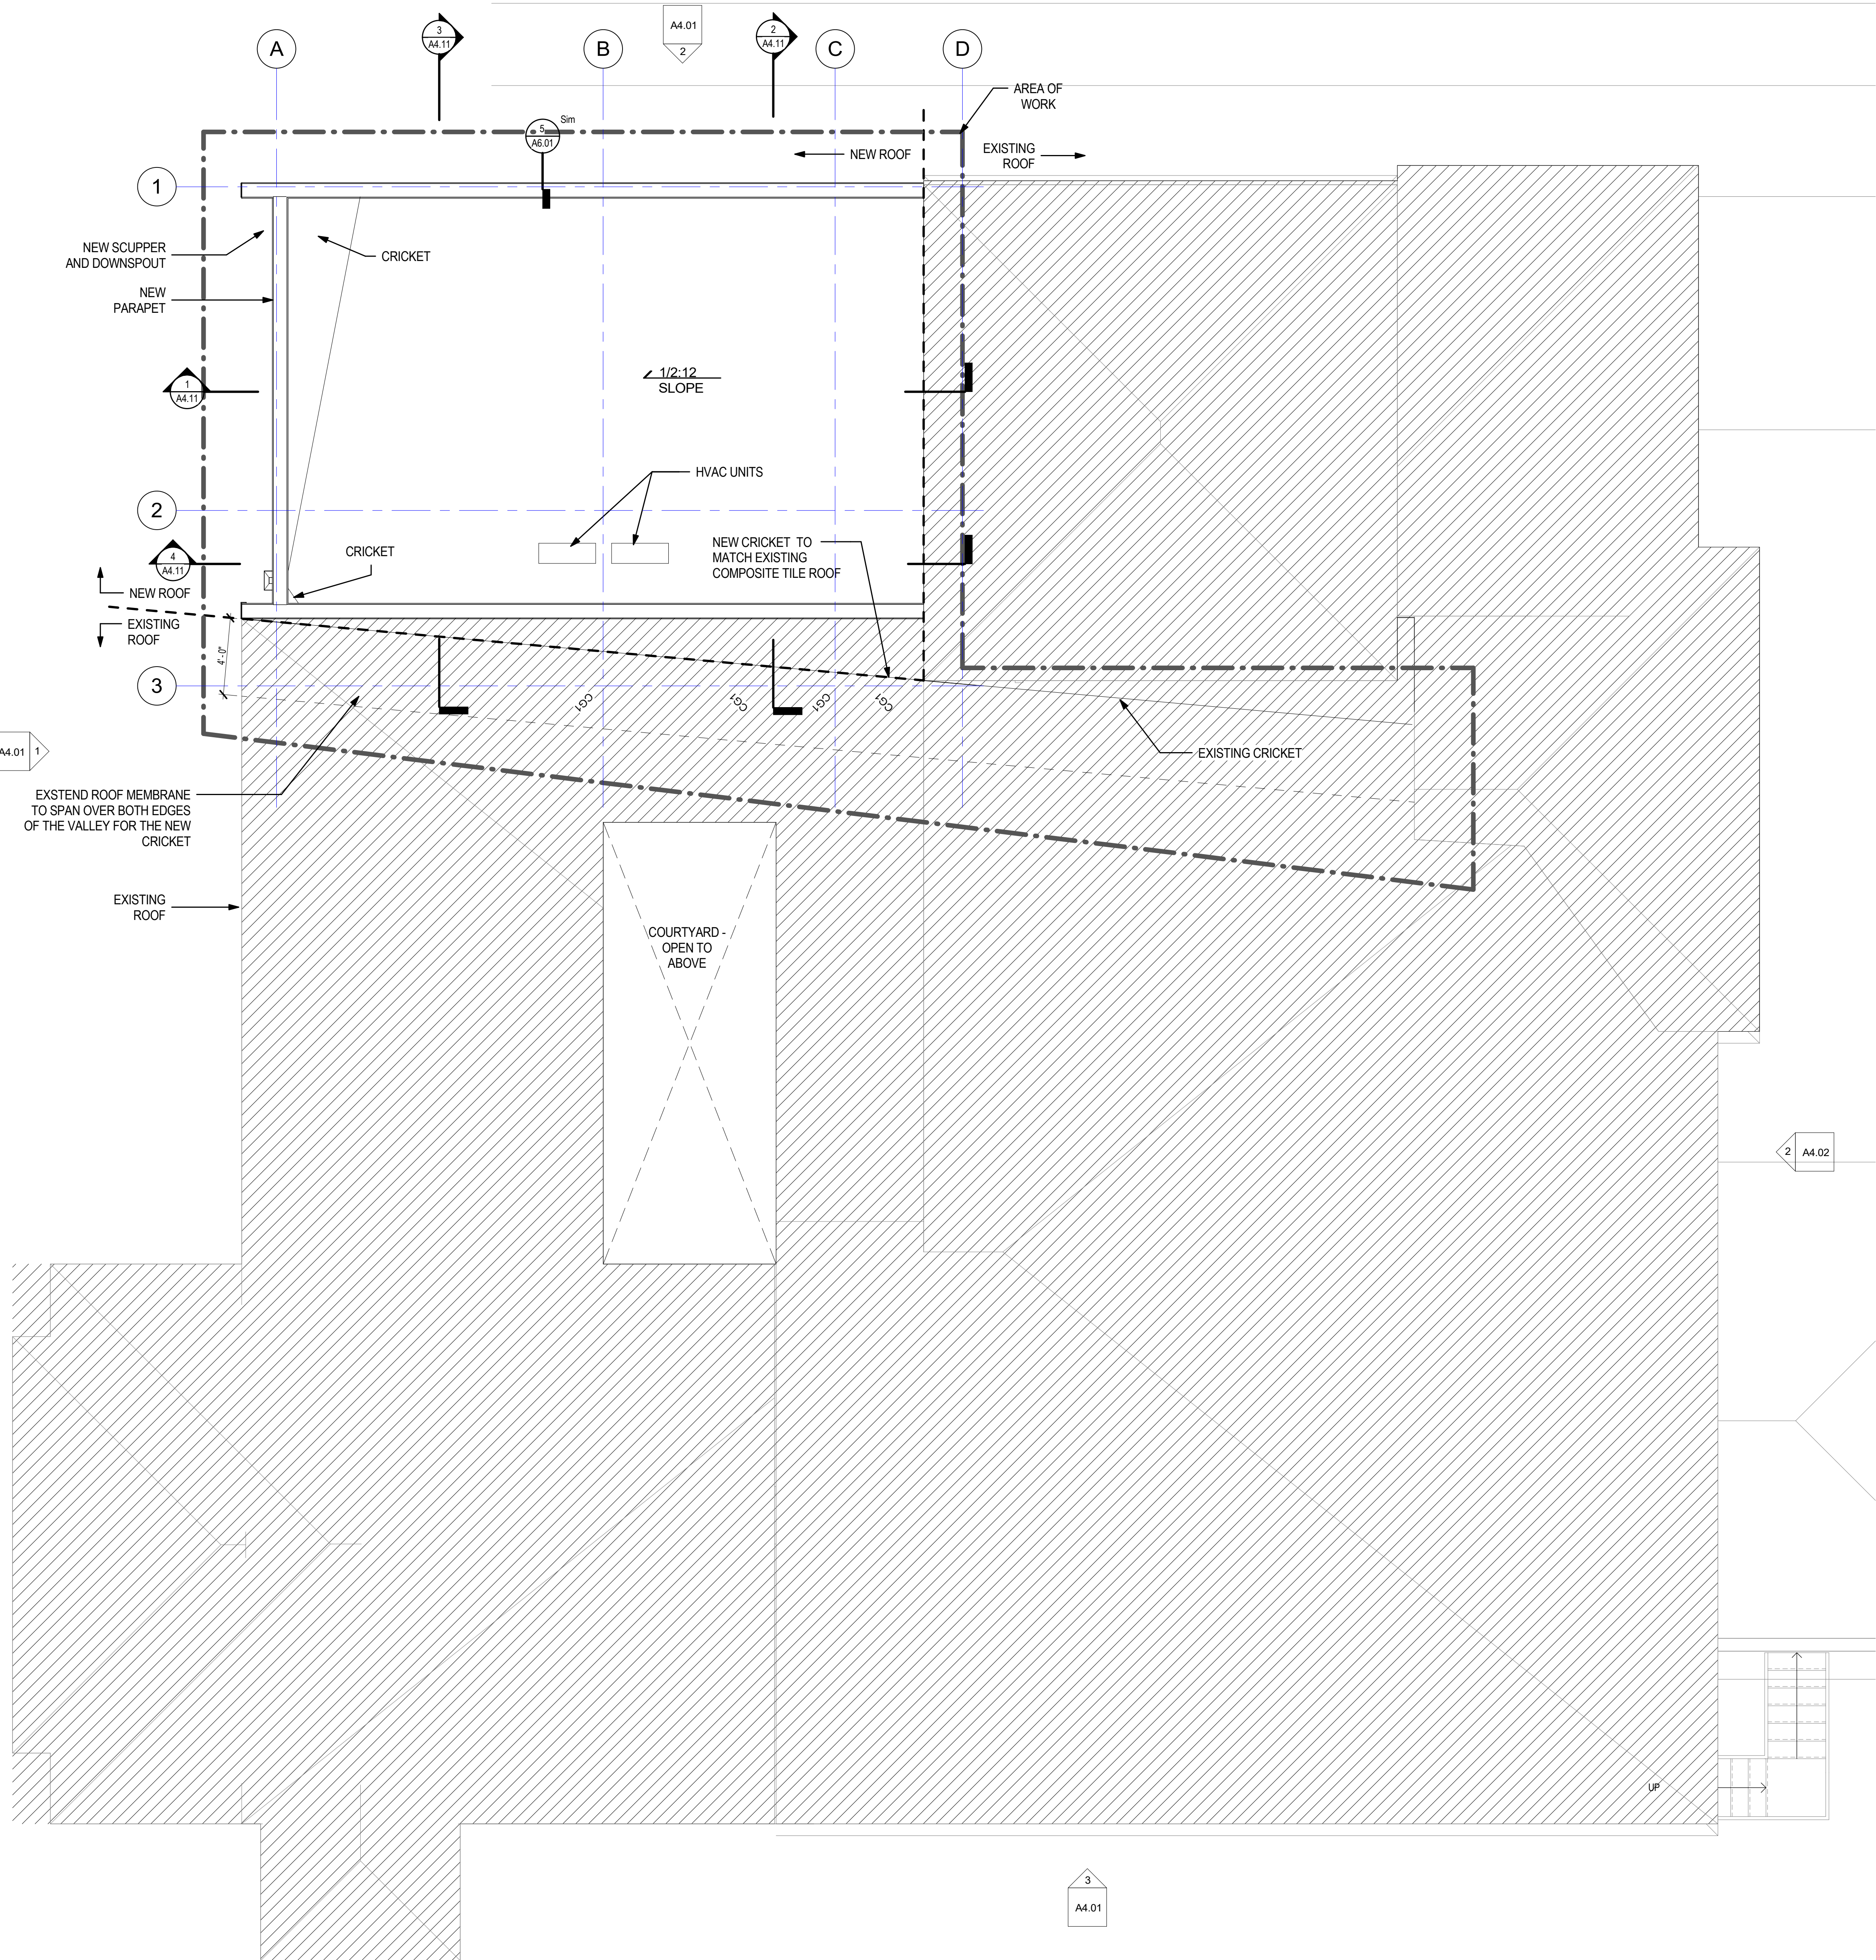 A4.01
2
3
A4.11
2
A4.11
A
B
C
D
AREA OF
WORK
5
A6.01
Sim
NEW ROOF
EXISTING
ROOF
1
NEW SCUPPER
AND DOWNSPOUT
CRICKET
NEW
PARAPET
1/2:12
SLOPE
1
A4.11
HVAC UNITS
2
NEW CRICKET TO
MATCH EXISTING
COMPOSITE TILE ROOF
CRICKET
4
A4.11
NEW ROOF
EXISTING
ROOF
4' - 0"
3
CG1
CG1
CG1
CG1
A4.01
1
EXISTING CRICKET
EXSTEND ROOF MEMBRANE
TO SPAN OVER BOTH EDGES
OF THE VALLEY FOR THE NEW
CRICKET
EXISTING
ROOF
COURTYARD -
OPEN TO
ABOVE
2
A4.02
UP
3
A4.01